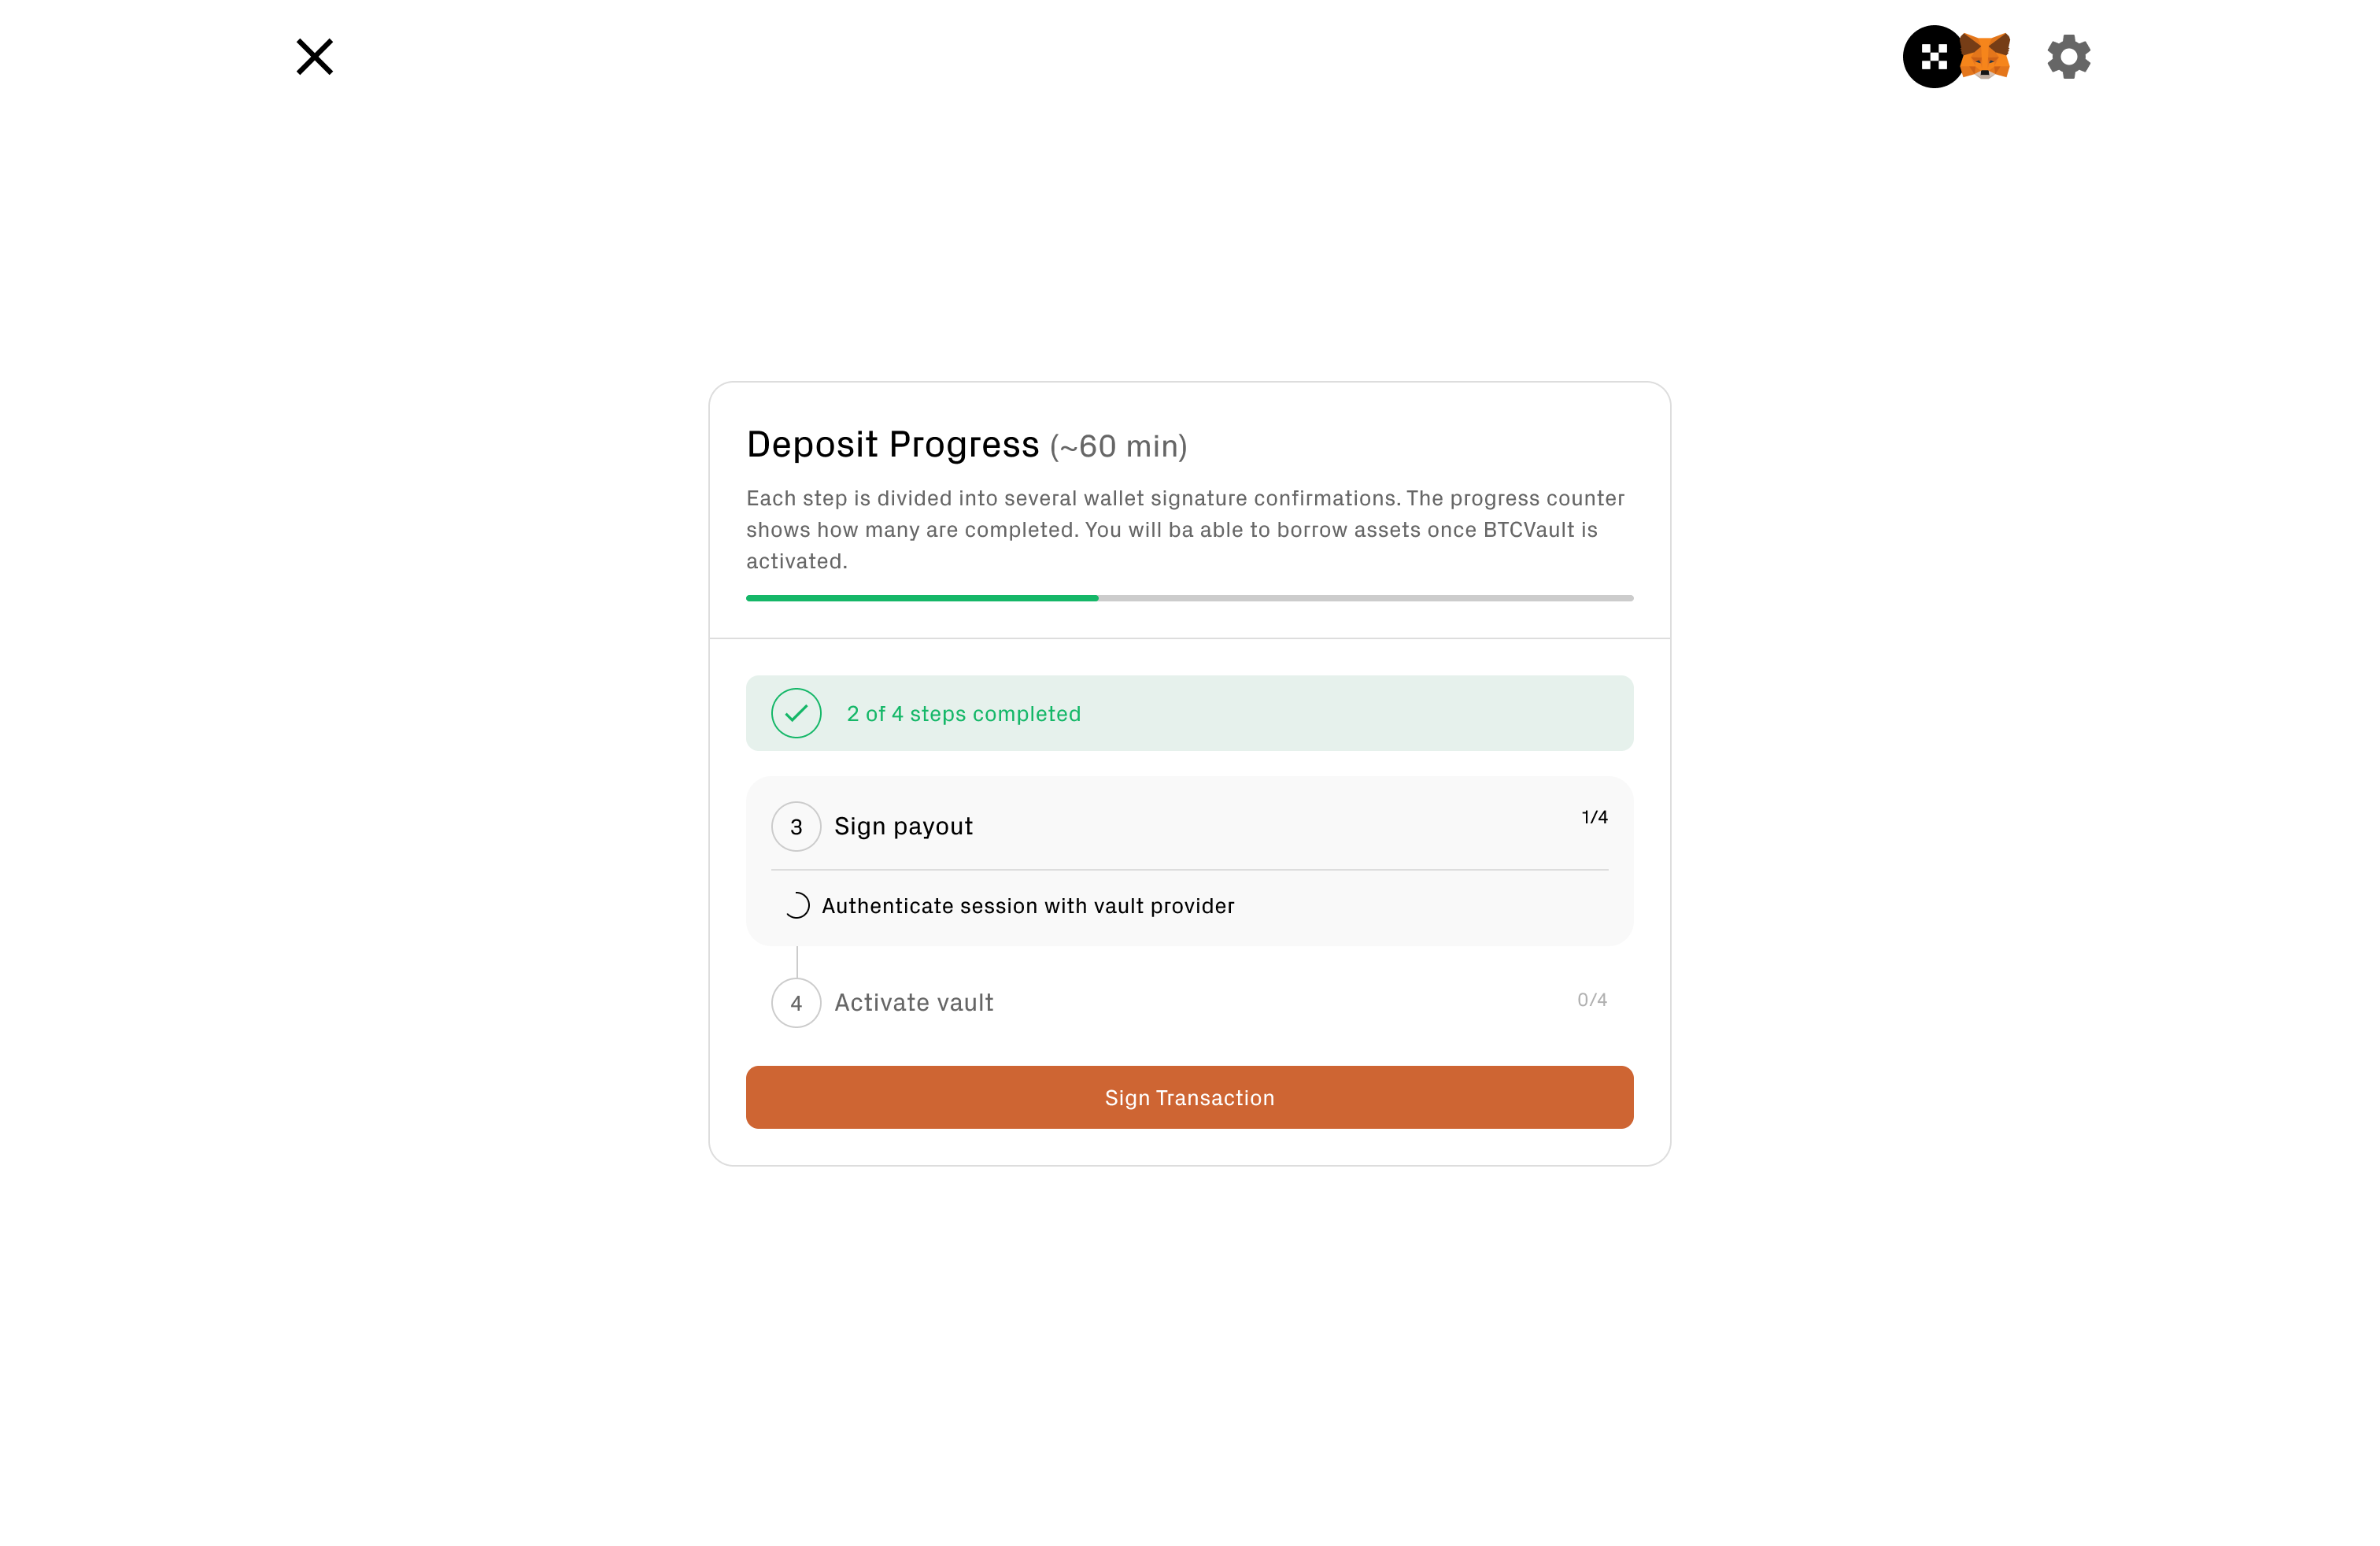 Deposit Progress (~60 min)
Each step is divided into several wallet signature confirmations. The progress counter
shows how many are completed. You will ba able to borrow assets once BTCVault is
activated.
2 of 4 steps completed
3 Sign payout 1/4
Authenticate session with vault provider
4 Activate vault 0/4
Sign Transaction